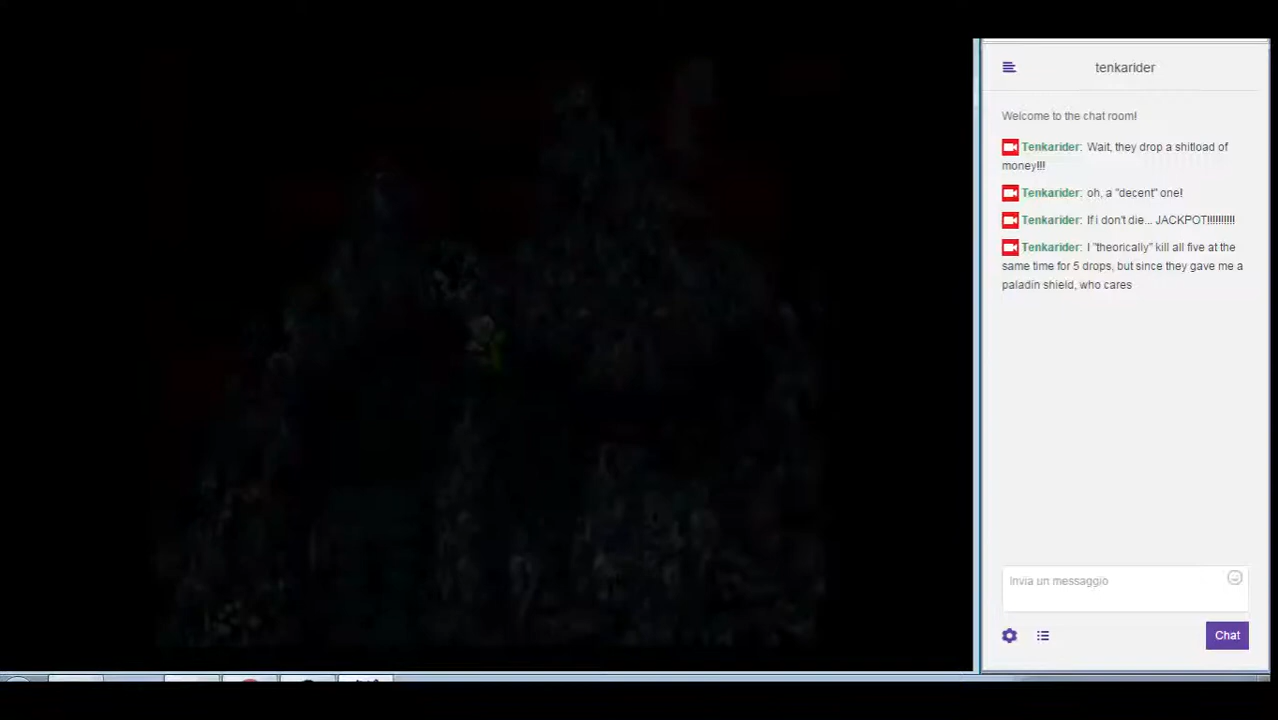 tenkarider
Welcome to the chat room!
Tenkarider: Wait, they drop a shitload of
money!!!
Tenkarider: oh, a "decent" one!
Tenkarider: If i don't die... JACKPOT!!!!!!!!!!
Tenkarider: I "theorically" kill all five at the
same time for 5 drops, but since they gave me a
paladin shield, who cares
Invia un messaggio
Chat